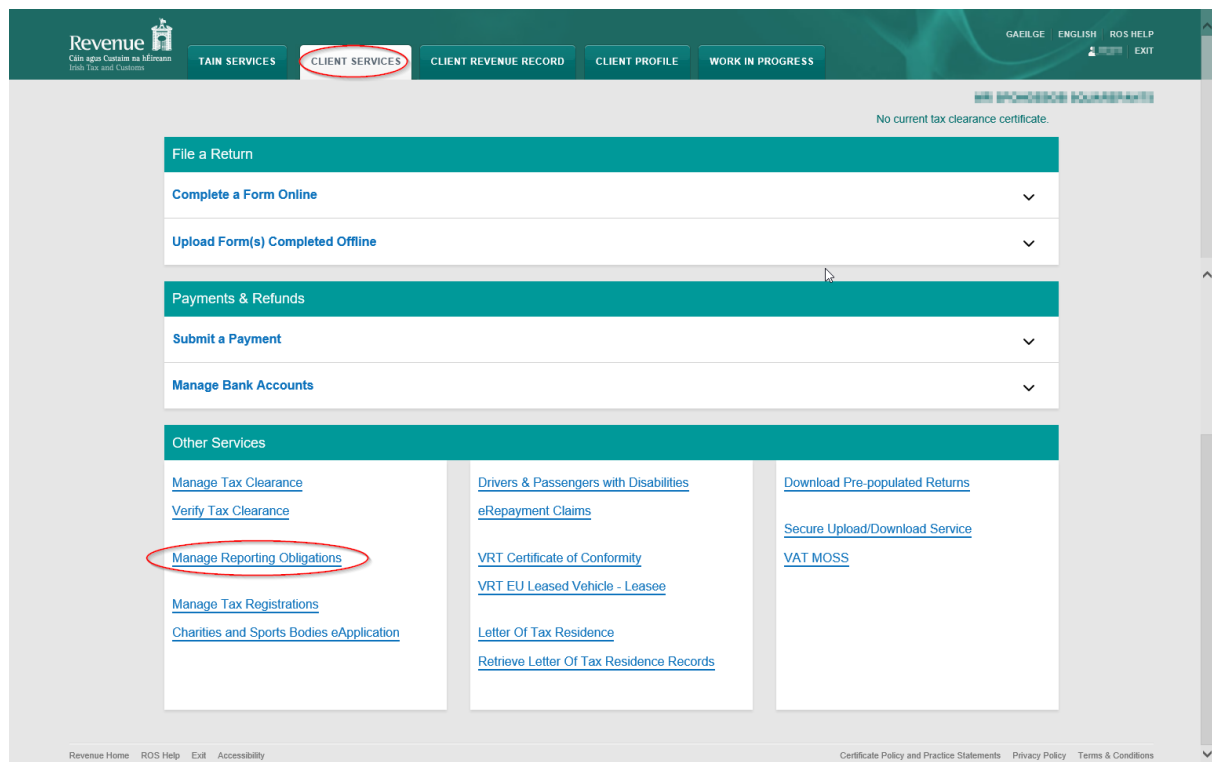 GAEILGE ENGLISH ROS HELP
EXIT
Revenue
Cáin agus Custaim na hÉireann
Irish Tax and Customs
TAIN SERVICES CLIENT SERVICES CLIENT REVENUE RECORD CLIENT PROFILE WORK IN PROGRESS
No current tax clearance certificate.
File a Return
Complete a Form Online
Upload Form(s) Completed Offline
Payments & Refunds
Submit a Payment
Manage Bank Accounts
Other Services
Manage Tax Clearance
Verify Tax Clearance
Manage Reporting Obligations
Manage Tax Registrations
Charities and Sports Bodies eApplication
Drivers & Passengers with Disabilities
eRepayment Claims
VRT Certificate of Conformity
VRT EU Leased Vehicle - Leasee
Letter Of Tax Residence
Retrieve Letter Of Tax Residence Records
Download Pre-populated Returns
Secure Upload/Download Service
VAT MOSS
Revenue Home ROS Help Exit Accessibility Certificate Policy and Practice Statements Privacy Policy Terms & Conditions